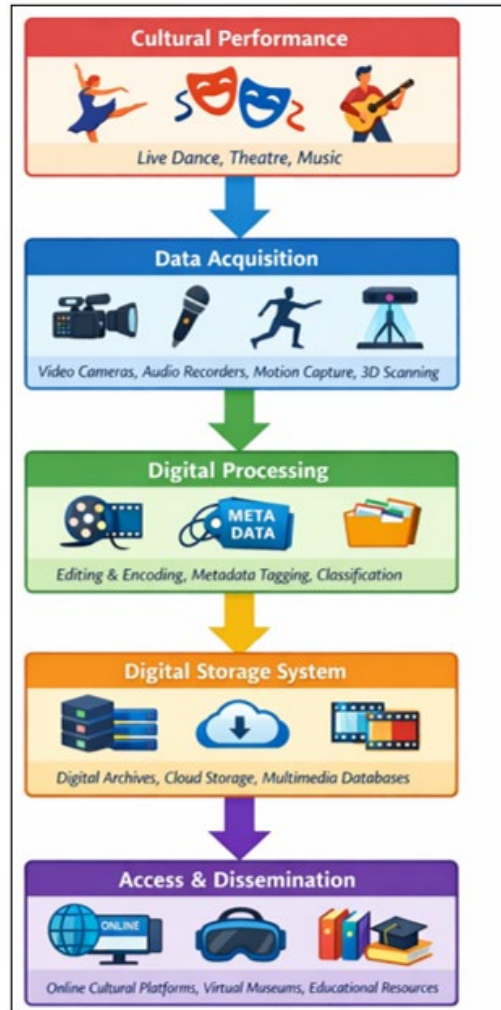 Cultural Performance
Live Dance, Theatre, Music
Data Acquisition
Video Cameras, Audio Recorders, Motion Capture, 3D Scanning
Digital Processing
META
DATA
Editing & Encoding, Metadata Tagging, Classification
Digital Storage System
Digital Archives, Cloud Storage, Multimedia Databases
Access & Dissemination
ONLINE
Online Cultural Platforms, Virtual Museums, Educational Resources